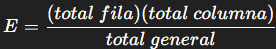 E = (total fila)(total columna)
total general